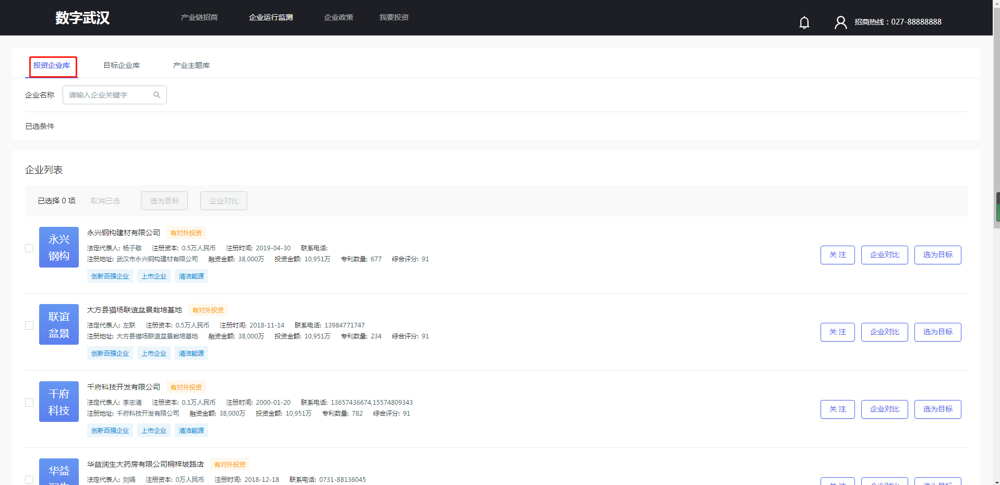 数字武汉
产业链招商 企业运行监测 企业政策 我要投资
招商热线：027-88888888
投资企业库 目标企业库 产业主题库
企业名称 请输入企业关键字
已选条件
企业列表
已选择 0 项 取消已选 选为目标 企业对比
永兴钢构
永兴钢构建材有限公司 有对外投资
法定代表人: 杨子敬 注册资本: 0.5万人民币 注册时间: 2019-04-30 联系电话:
注册地址: 武汉市永兴钢构建材有限公司 融资金额: 38,000万 投资金额: 10,951万 专利数量: 677 综合评分: 91
创新百强企业 上市企业 清洁能源
关 注 企业对比 选为目标
联谊盆景
大方县猫场联谊盆景栽培基地 有对外投资
法定代表人: 左联 注册资本: 0.5万人民币 注册时间: 2018-11-14 联系电话: 13984771747
注册地址: 大方县猫场联谊盆景栽培基地 融资金额: 38,000万 投资金额: 10,951万 专利数量: 234 综合评分: 91
创新百强企业 上市企业 清洁能源
关 注 企业对比 选为目标
千府科技
千府科技开发有限公司 有对外投资
法定代表人: 李志清 注册资本: 0.1万人民币 注册时间: 2000-01-20 联系电话: 13657436674,15574809343
注册地址: 千府科技开发有限公司 融资金额: 38,000万 投资金额: 10,951万 专利数量: 782 综合评分: 91
创新百强企业 上市企业 清洁能源
关 注 企业对比 选为目标
华益
华益润生大药房有限公司桐梓坡路店 有对外投资
法定代表人: 刘娟 注册资本: 0万人民币 注册时间: 2018-12-18 联系电话: 0731-88136045